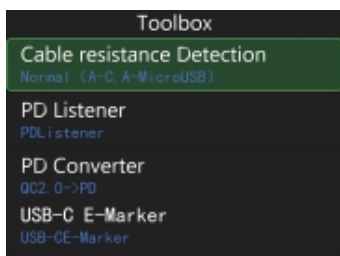 Toolbox
Cable resistance Detection
Normal (A-C,A-MicroUSB)
PD Listener
PDListener
PD Converter
QC2.0->PD
USB-C E-Marker
USB-CE-Marker